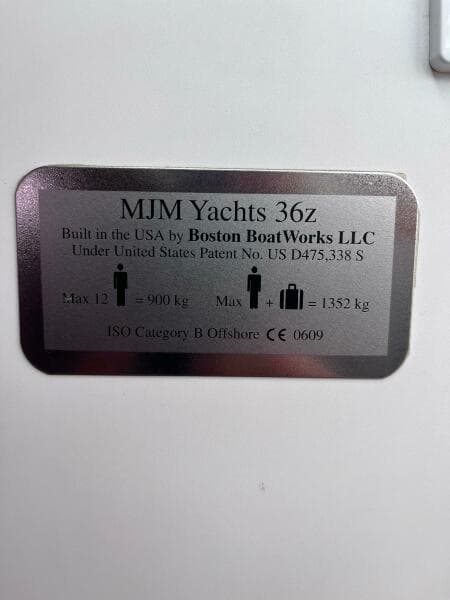 MJM Yachts 36z
Built in the USA by Boston BoatWorks LLC
Under United States Patent No. US D475,338 S
Max 12 = 900 kg Max + = 1352 kg
ISO Category B Offshore CE 0609